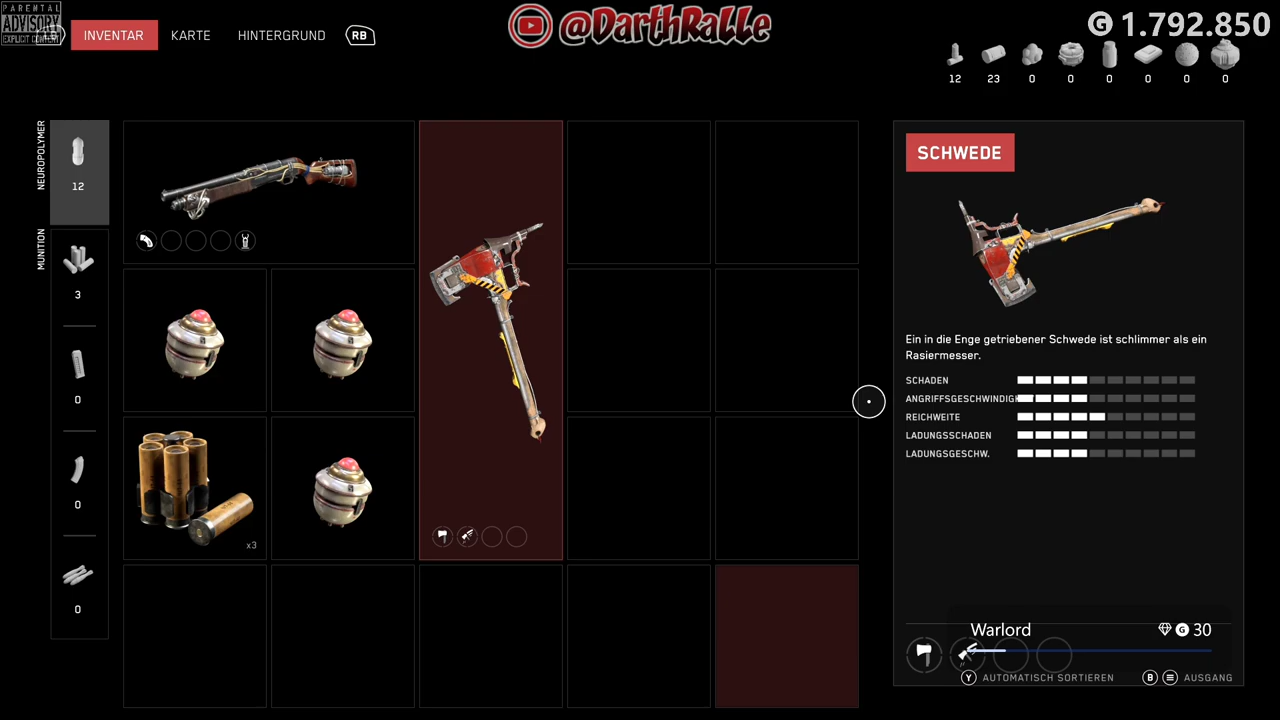 PARENTAL
ADVISORY
EXPLICIT CONTENT
INVENTAR
KARTE
HINTERGRUND
RB
@DarthRaLLe
G 1.792.850
12
23
0
0
0
0
0
0
NEUROPOLYMER
12
MUNITION
3
0
0
0
x3
SCHWEDE
Ein in die Enge getriebener Schwede ist schlimmer als ein
Rasiermesser.
SCHADEN
ANGRIFFSGESCHWINDIGK
REICHWEITE
LADUNGSSCHADEN
LADUNGSGESCHW.
Warlord
G 30
Y AUTOMATISCH SORTIEREN
B AUSGANG